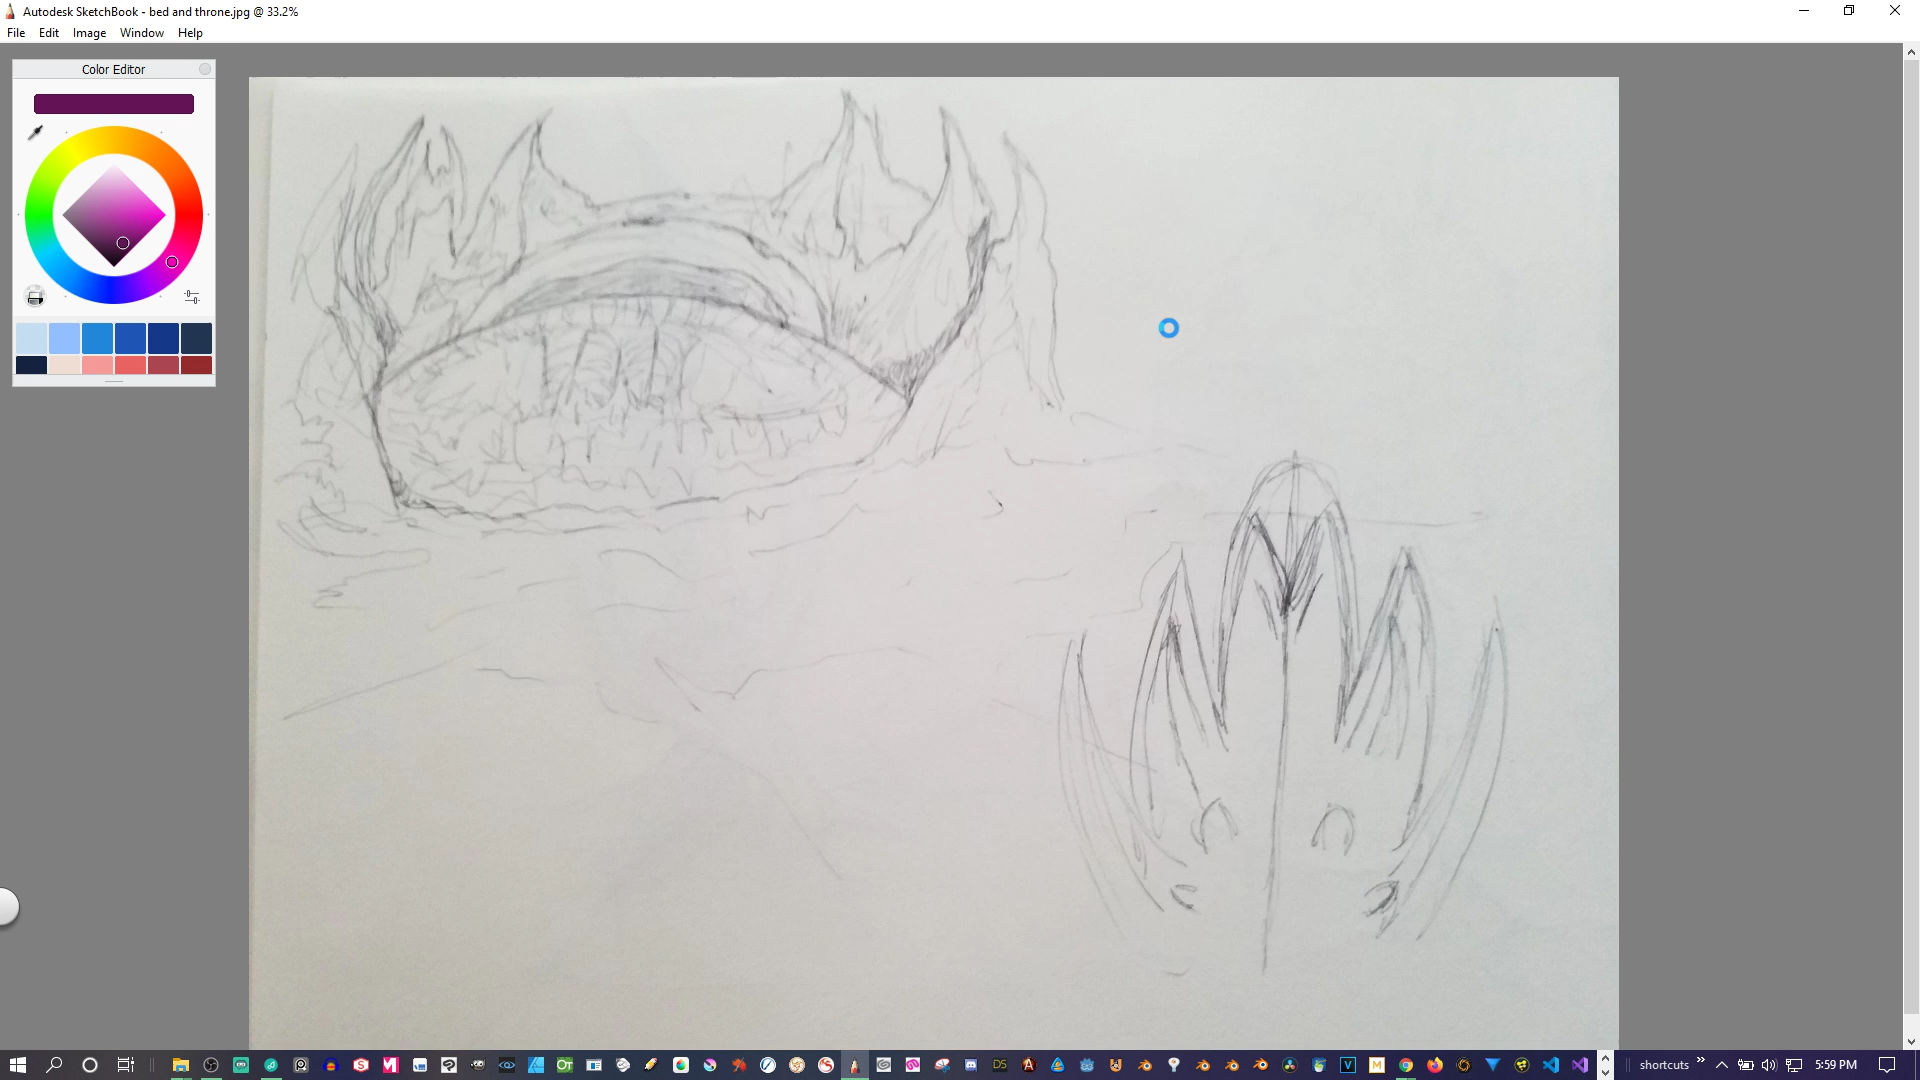 Autodesk SketchBook - bed and throne.jpg @ 33.2%
File Edit Image Window Help
Color Editor
shortcuts
5:59 PM